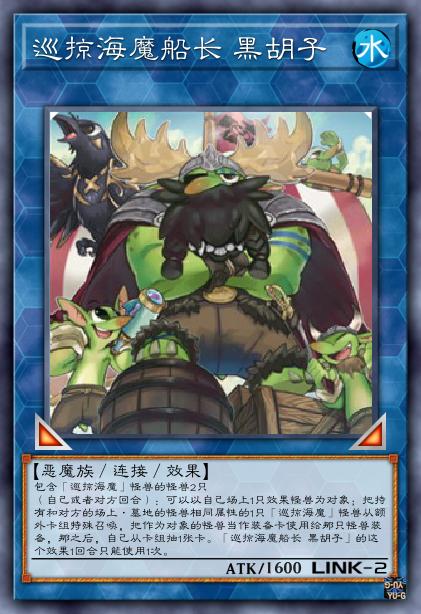 巡掠海魔船长 黑胡子
水
【恶魔族/连接/效果】
包含「巡掠海魔」怪兽的怪兽2只
（自己或者对方回合）：可以以自己场上1只效果怪兽为对象；把持
有和对方的场上·墓地的怪兽相同属性的1只「巡掠海魔」怪兽从额
外卡组特殊召唤，把作为对象的怪兽当作装备卡使用给那只怪兽装
备，那之后，自己从卡组抽1张卡。「巡掠海魔船长 黑胡子」的这
个效果1回合只能使用1次。
ATK/1600 LINK-2